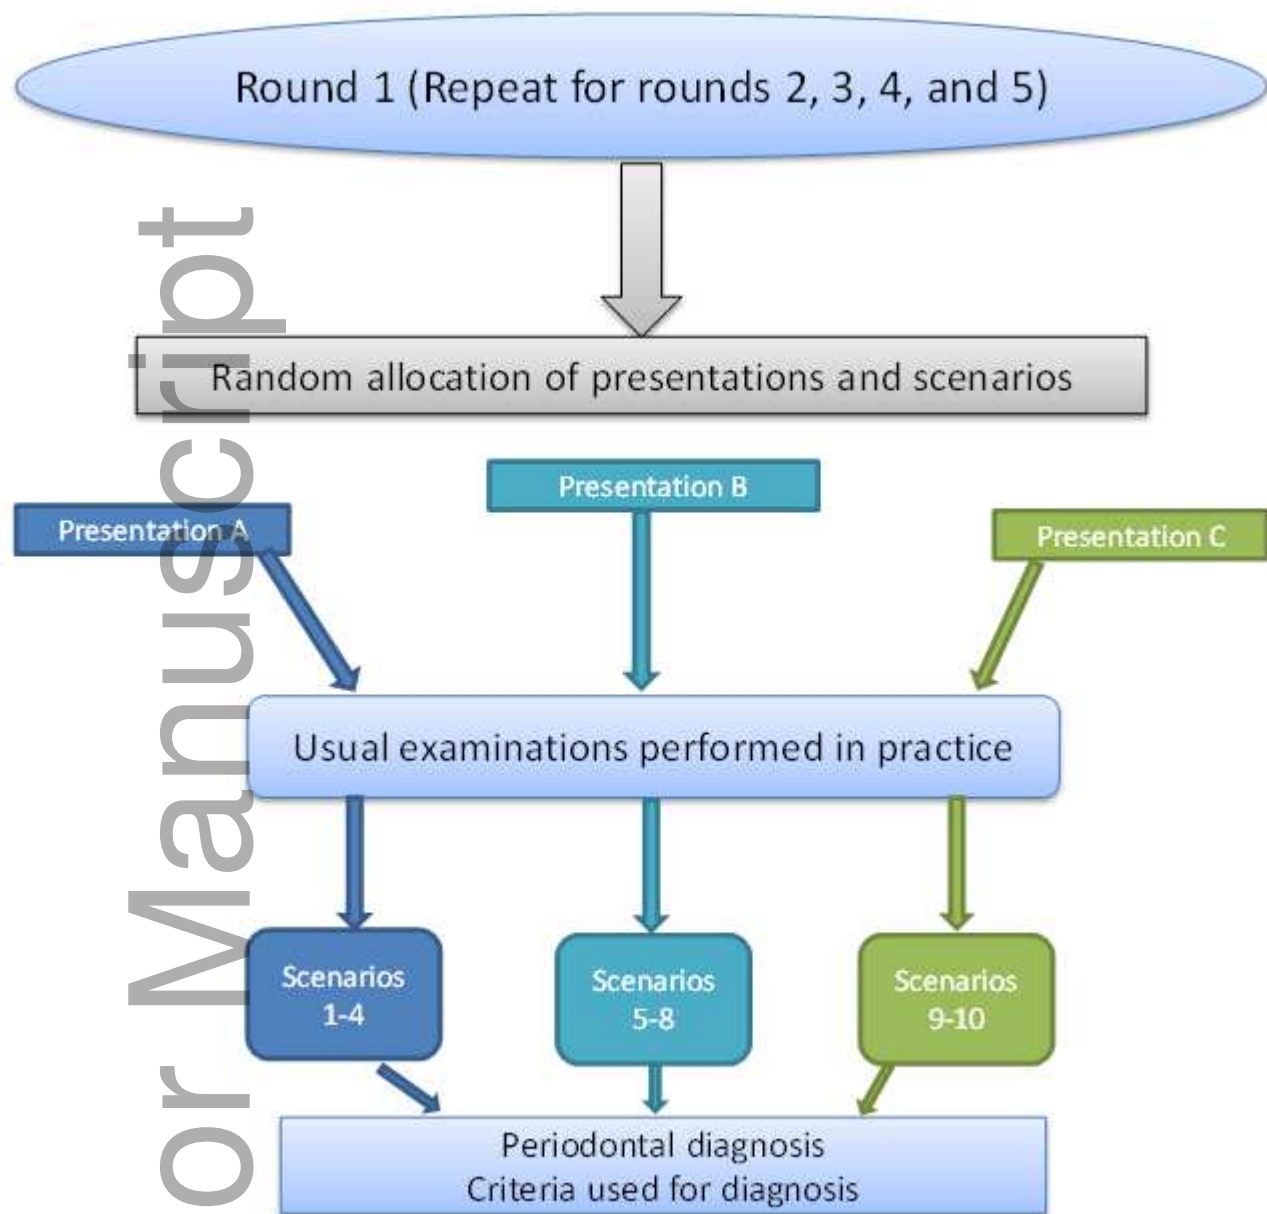 Round 1 (Repeat for rounds 2, 3, 4, and 5)
Random allocation of presentations and scenarios
Presentation A
Presentation B
Presentation C
Usual examinations performed in practice
Scenarios
1-4
Scenarios
5-8
Scenarios
9-10
Periodontal diagnosis
Criteria used for diagnosis
or Manuscript